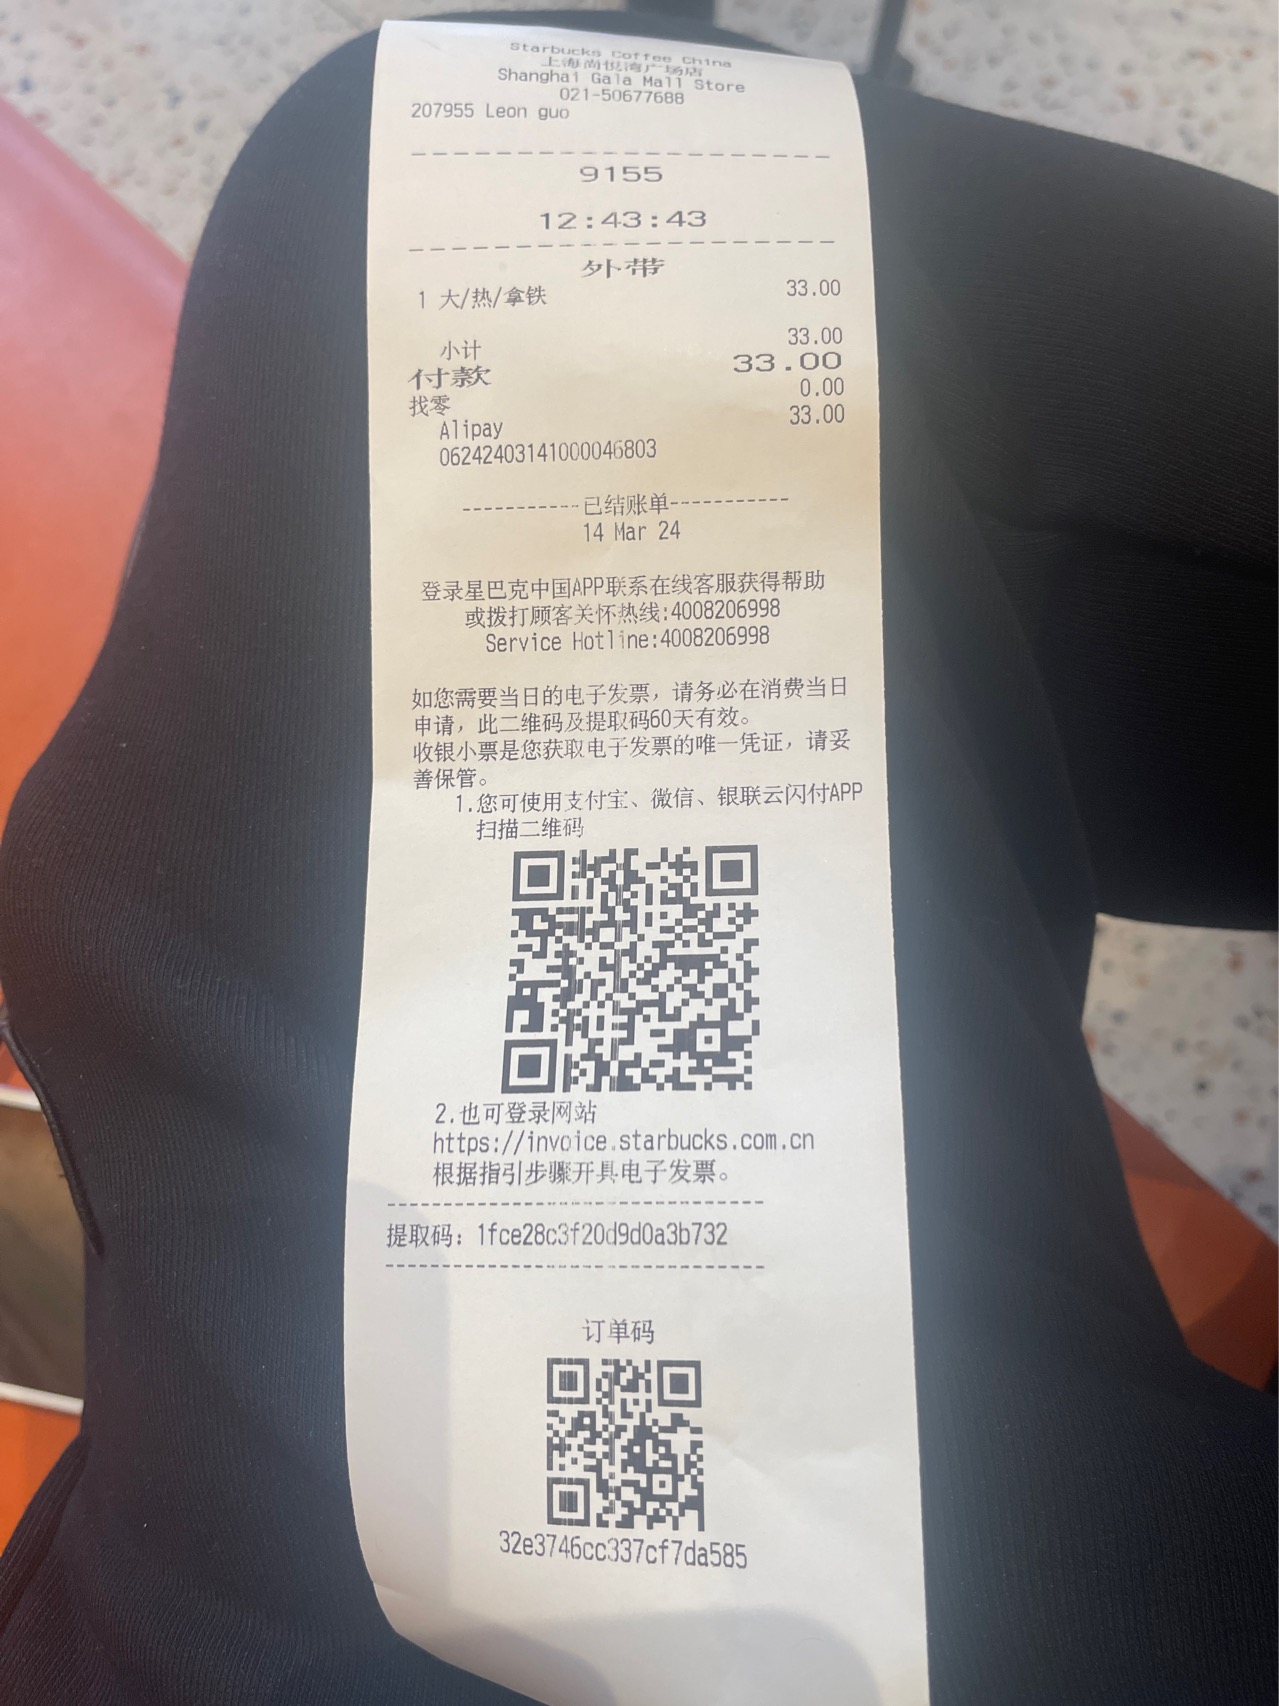 Starbucks Coffee China
上海尚悦湾广场店
Shanghai Gala Mall Store
021-50677688
207955 Leon guo
9155
12:43:43
外带
1 大/热/拿铁 33.00
小计 33.00
付款 33.00
找零 0.00
Alipay 33.00
06242403141000046803
-----------已结账单-----------
14 Mar 24
登录星巴克中国APP联系在线客服获得帮助
或拨打顾客关怀热线:4008206998
Service Hotline:4008206998
如您需要当日的电子发票，请务必在消费当日
申请，此二维码及提取码60天有效。
收银小票是您获取电子发票的唯一凭证，请妥
善保管。
1.您可使用支付宝、微信、银联云闪付APP
扫描二维码
2.也可登录网站
https://invoice.starbucks.com.cn
根据指引步骤开具电子发票。
提取码：1fce28c3f20d9d0a3b732
订单码
32e3746cc337cf7da585